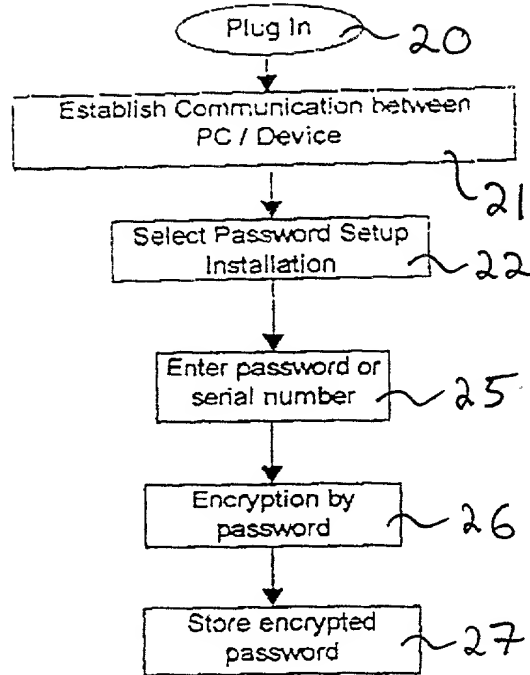 Plug In
20
Establish Communication between
PC / Device
21
Select Password Setup
Installation
22
Enter password or
serial number
25
Encryption by
password
26
Store encrypted
password
27